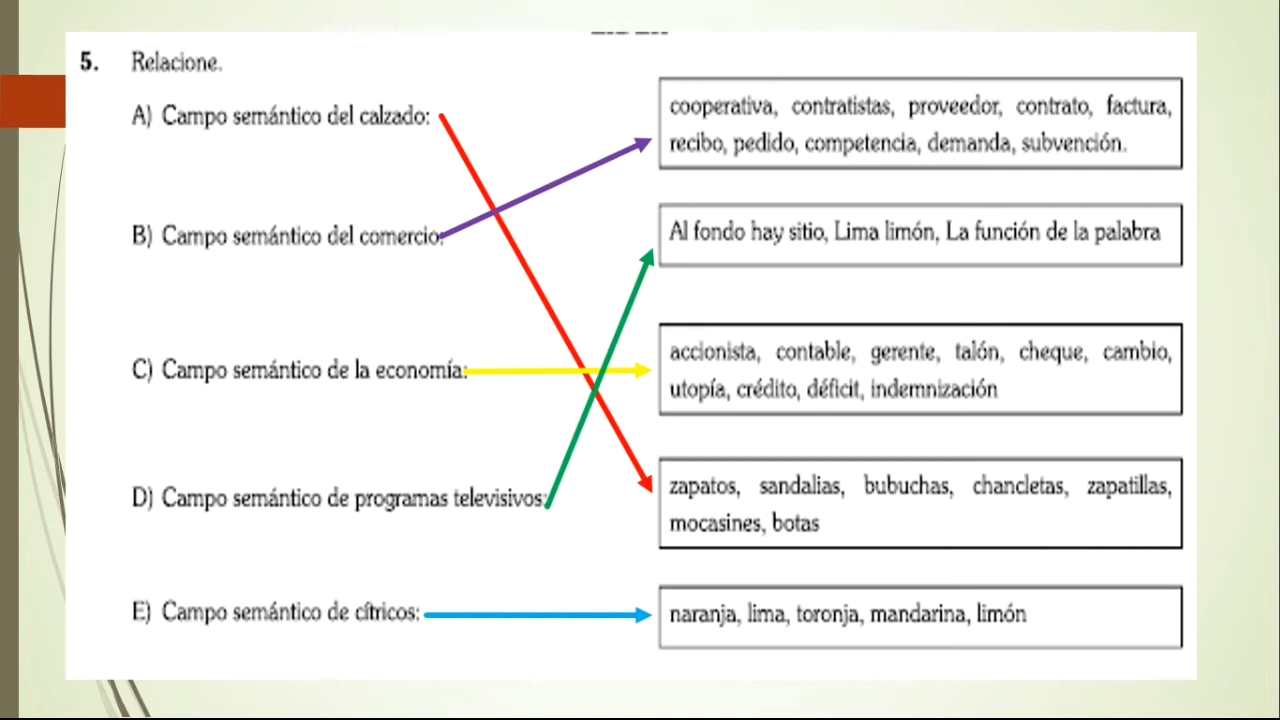 5. Relacione.
A) Campo semántico del calzado:
cooperativa, contratistas, proveedor, contrato, factura,
recibo, pedido, competencia, demanda, subvención.
B) Campo semántico del comercio:
Al fondo hay sitio, Lima limón, La función de la palabra
C) Campo semántico de la economía:
accionista, contable, gerente, talón, cheque, cambio,
utopía, crédito, déficit, indemnización
D) Campo semántico de programas televisivos:
zapatos, sandalias, bubuchas, chancletas, zapatillas,
mocasines, botas
E) Campo semántico de cítricos:
naranja, lima, toronja, mandarina, limón